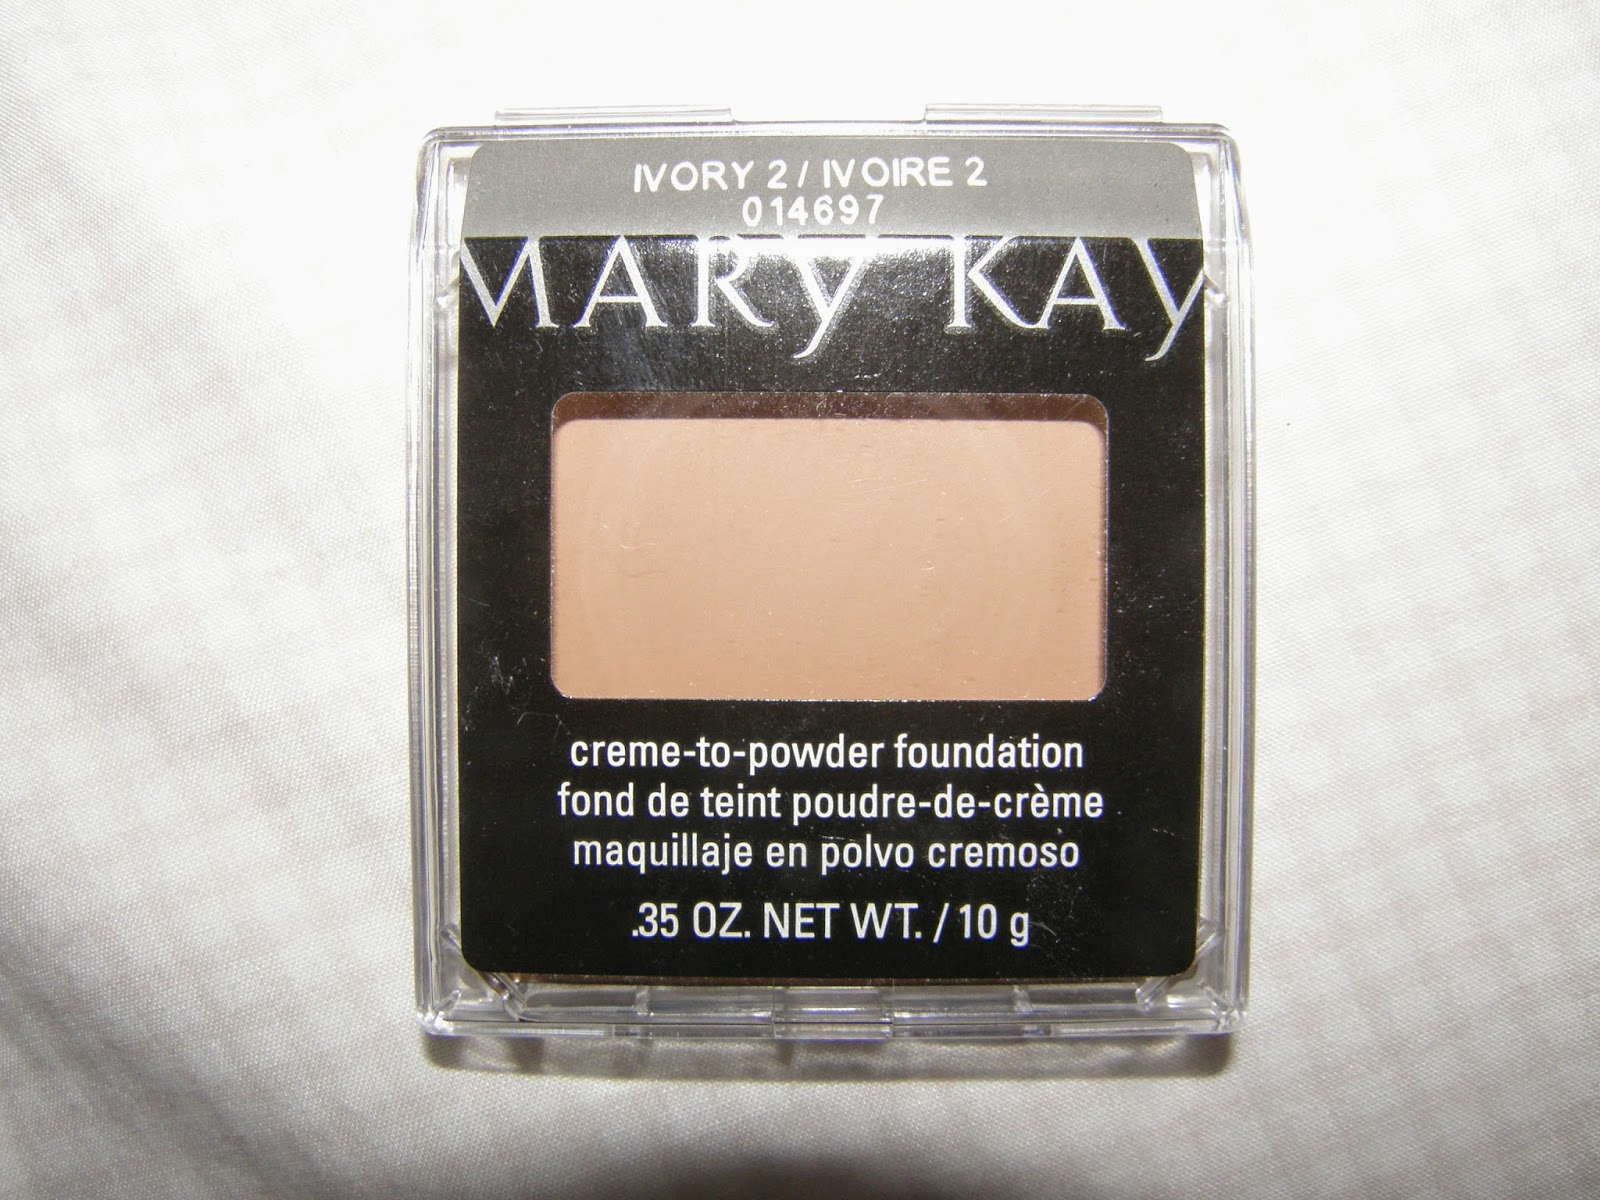 IVORY 2 / IVOIRE 2
014697
MARY KAY
creme-to-powder foundation
fond de teint poudre-de-crème
maquillaje en polvo cremoso
.35 OZ. NET WT. / 10 g